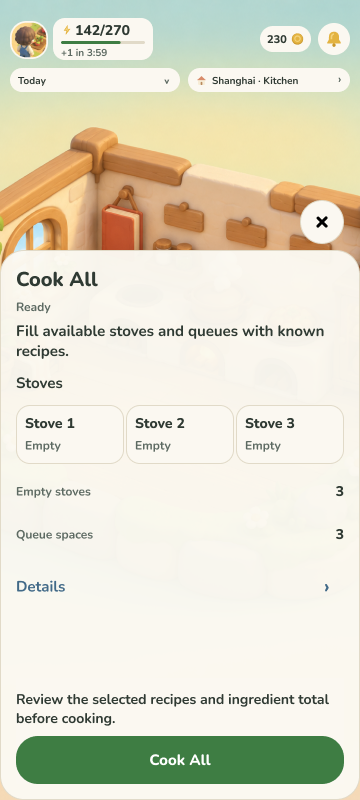 142/270
+1 in 3:59
230
Today
Shanghai · Kitchen
Cook All
Ready
Fill available stoves and queues with known
recipes.
Stoves
Stove 1
Empty
Stove 2
Empty
Stove 3
Empty
Empty stoves
3
Queue spaces
3
Details
Review the selected recipes and ingredient total
before cooking.
Cook All